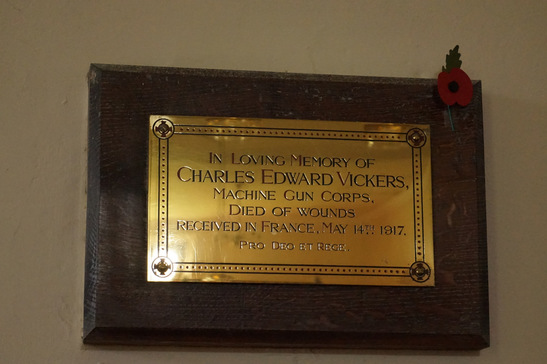 IN LOVING MEMORY OF
CHARLES EDWARD VICKERS,
MACHINE GUN CORPS.
DIED OF WOUNDS
RECEIVED IN FRANCE, MAY 14TH 1917.
PRO DEO ET REGE.